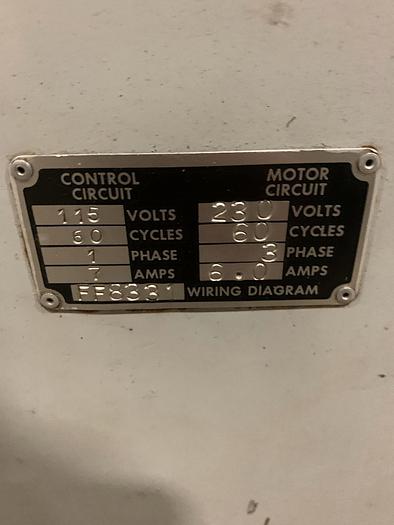 CONTROL CIRCUIT
MOTOR CIRCUIT
115 VOLTS 230 VOLTS
60 CYCLES 60 CYCLES
1 PHASE 3 PHASE
7 AMPS 6.0 AMPS
FF8331 WIRING DIAGRAM